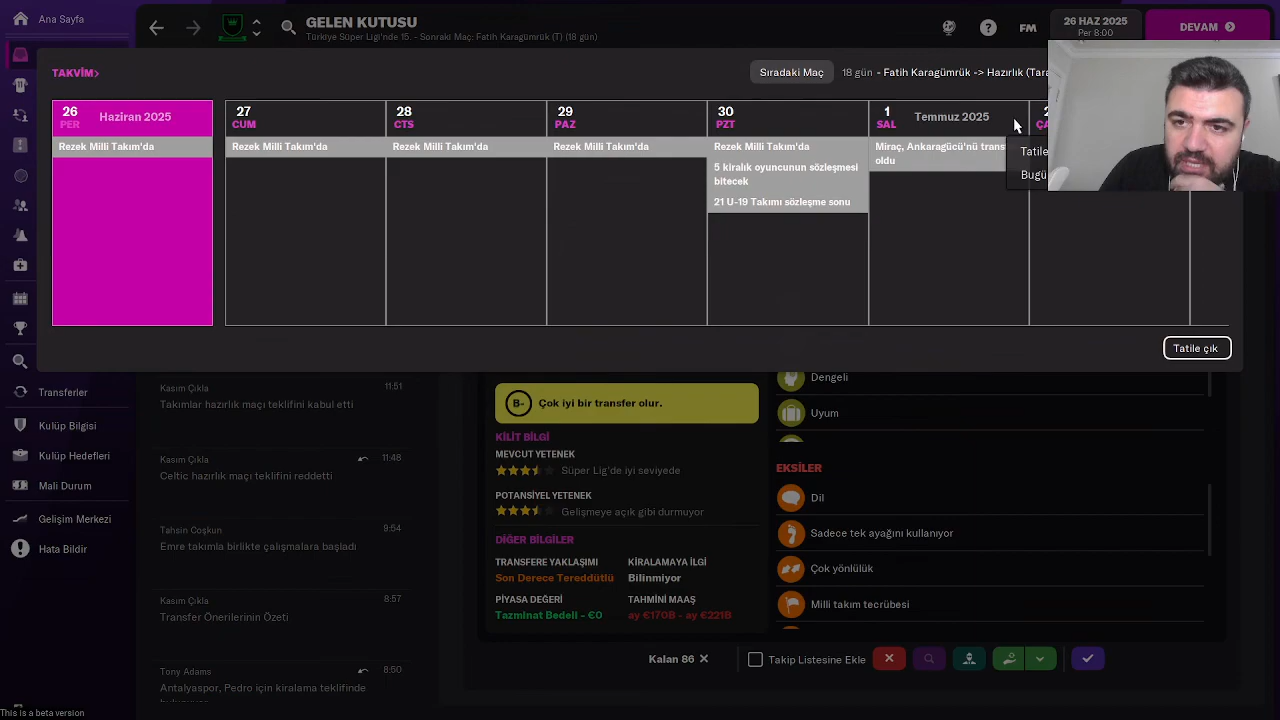 Ana Sayfa
GELEN KUTUSU
Türkiye Süper Ligi'nde 15. - Sonraki Maç: Fatih Karagümrük (T) (18 gün)
FM
26 HAZ 2025
Per 8:00
DEVAM
TAKVİM>
Sıradaki Maç
18 gün - Fatih Karagümrük -> Hazırlık (Tara
26
PER
Haziran 2025
27
CUM
28
CTS
29
PAZ
30
PZT
1
SAL
Temmuz 2025
2
Rezek Milli Takım'da
Rezek Milli Takım'da
Rezek Milli Takım'da
Rezek Milli Takım'da
Rezek Milli Takım'da
5 kiralık oyuncunun sözleşmesi
bitecek
21 U-19 Takımı sözleşme sonu
Miraç, Ankaragücü'nü trans
oldu
Tatile
Bugü
Tatile çık
Transferler
Kulüp Bilgisi
Kulüp Hedefleri
Mali Durum
Gelişim Merkezi
Hata Bildir
Kasım Çıkla
11:51
Takımlar hazırlık maçı teklifini kabul etti
Kasım Çıkla
11:48
Celtic hazırlık maçı teklifini reddetti
Tahsin Coşkun
9:54
Emre takımla birlikte çalışmalara başladı
Kasım Çıkla
8:57
Transfer Önerilerinin Özeti
Tony Adams
8:50
Antalyaspor, Pedro için kiralama teklifinde
B-
Çok iyi bir transfer olur.
KİLİT BİLGİ
MEVCUT YETENEK
Süper Lig'de iyi seviyede
POTANSİYEL YETENEK
Gelişmeye açık gibi durmuyor
DİĞER BİLGİLER
TRANSFERE YAKLAŞIMI
KİRALAMAYA İLGİ
Son Derece Tereddütlü
Bilinmiyor
PİYASA DEĞERİ
TAHMİNİ MAAŞ
Tazminat Bedeli - €0
ay €170B - ay €221B
Dengeli
Uyum
EKSİLER
Dil
Sadece tek ayağını kullanıyor
Çok yönlülük
Milli takım tecrübesi
Kalan 86
Takip Listesine Ekle
This is a beta version